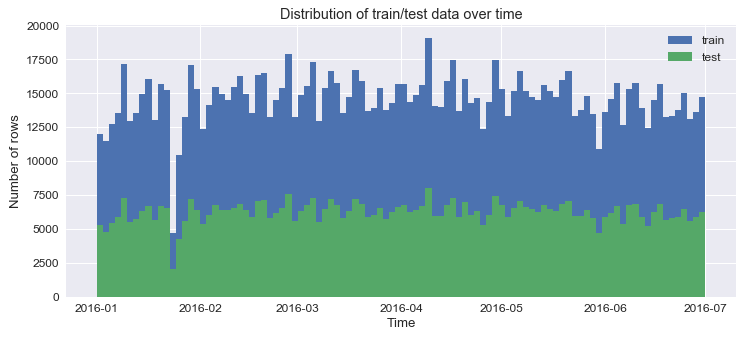 Distribution of train/test data over time
20000
17500
15000
12500
10000
7500
5000
2500
0
Number of rows
train
test
2016-01 2016-02 2016-03 2016-04 2016-05 2016-06 2016-07
Time